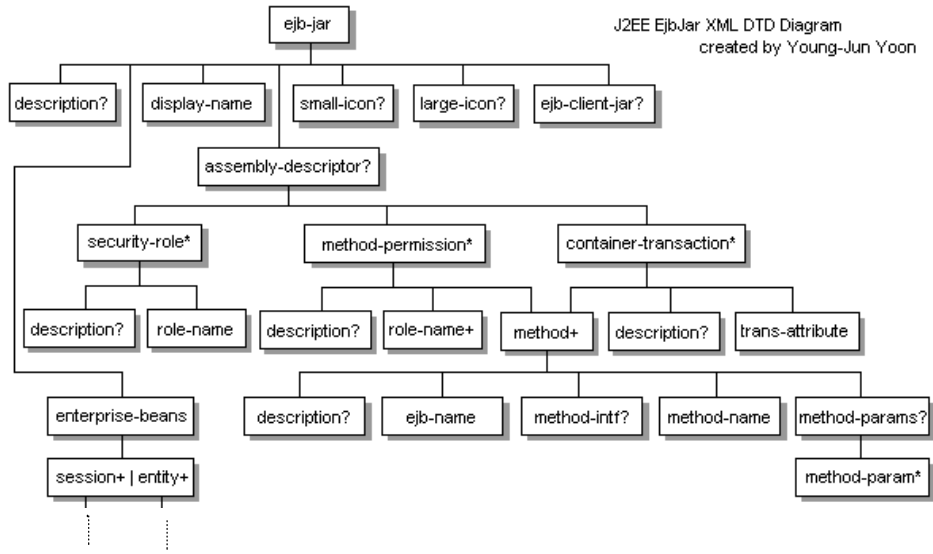 ejb-jar
J2EE EjbJar XML DTD Diagram
created by Young-Jun Yoon
description?
display-name
small-icon?
large-icon?
ejb-client-jar?
assembly-descriptor?
security-role*
method-permission*
container-transaction*
description?
role-name
description?
role-name+
method+
description?
trans-attribute
enterprise-beans
description?
ejb-name
method-intf?
method-name
method-params?
session+ | entity+
method-param*